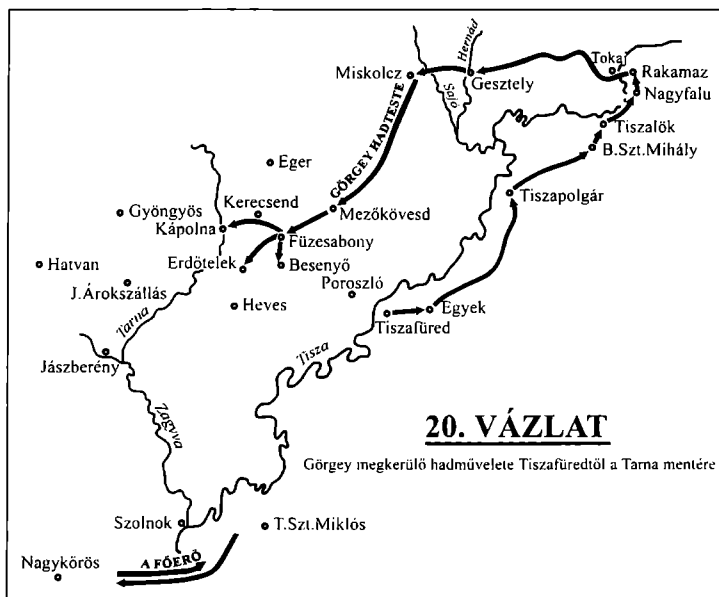 Hernád
Tokaj
Miskolcz
Gesztely
Rakamaz
Sajó
Nagyfalu
GÖRGEY HADTESTE
Tiszalök
B.Szt.Mihály
Eger
Tiszapolgár
Kerecsend
Gyöngyös
Mezőkövesd
Kápolna
Füzesabony
Hatvan
Erdőtelek
Besenyő
J.Árokszállás
Poroszló
Heves
Egyek
Tiszafüred
Tarna
Tisza
Jászberény
Zagyva
20. VÁZLAT
Görgey megkerülő hadművelete Tiszafüredtől a Tarna mentére
Szolnok
T.Szt.Miklós
A FŐERŐ
Nagykőrös